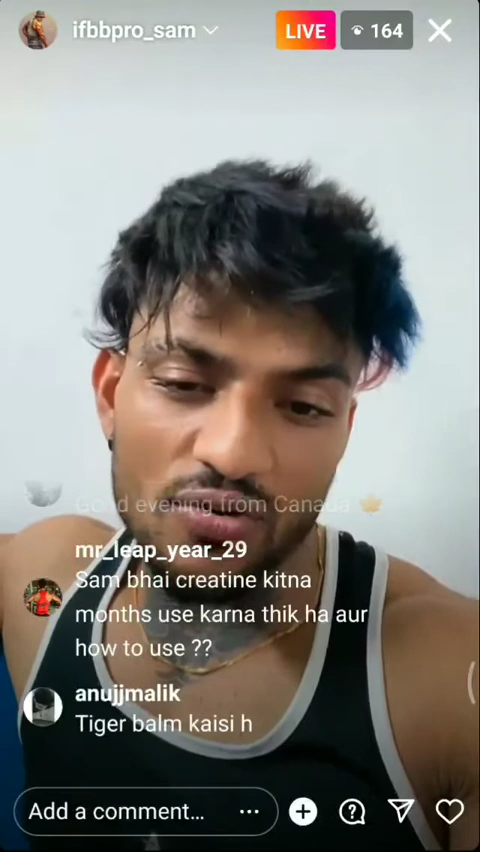 ifbbpro_sam
LIVE
164
Good evening from Canada
mr_leap_year_29
Sam bhai creatine kitna
months use karna thik ha aur
how to use ??
anujjmalik
Tiger balm kaisi h
Add a comment...